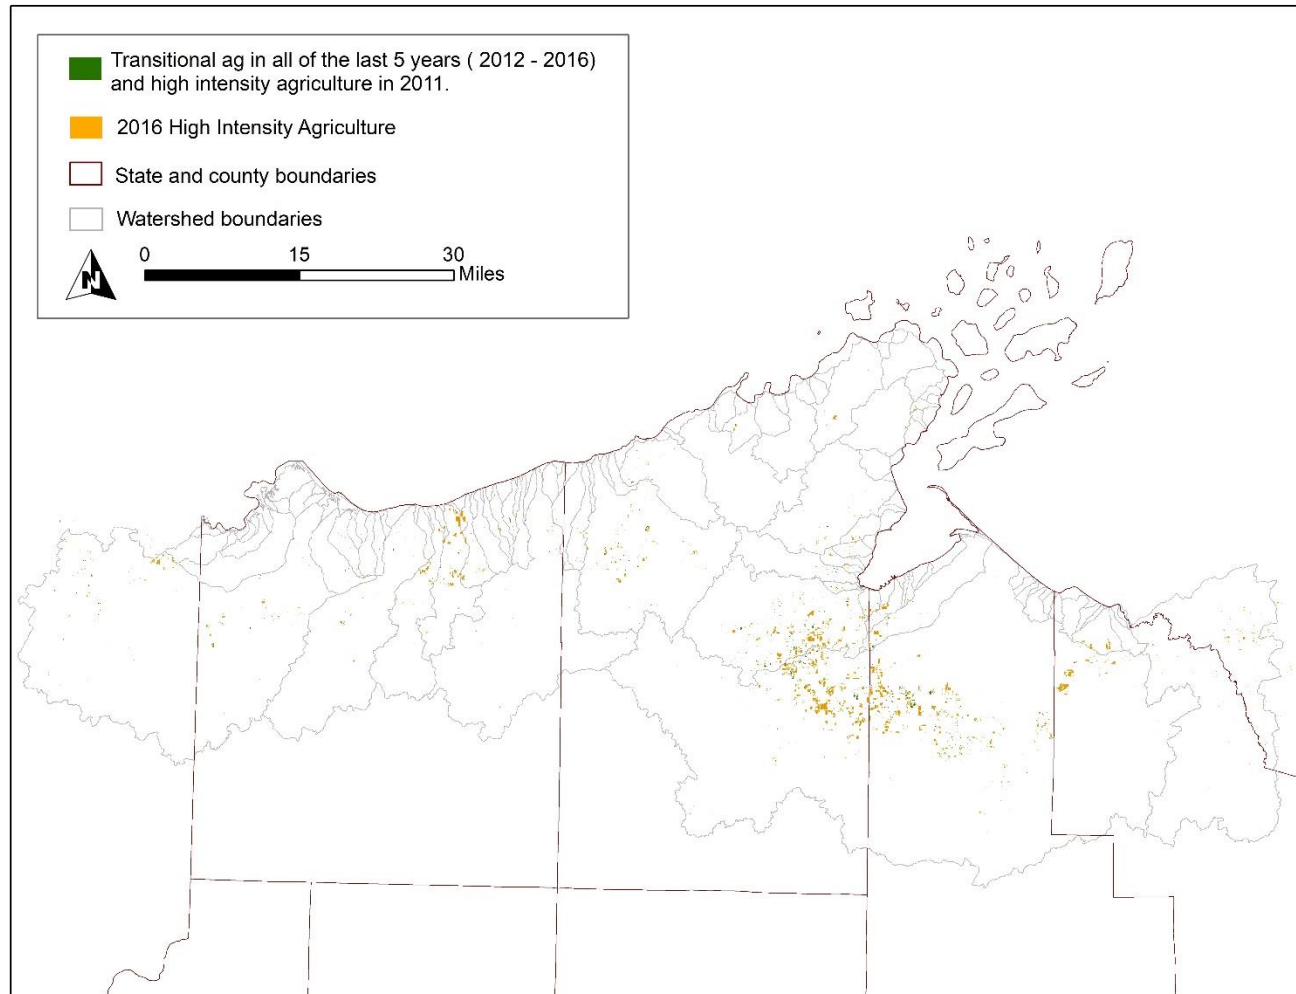 Transitional ag in all of the last 5 years ( 2012 - 2016)
and high intensity agriculture in 2011.
2016 High Intensity Agriculture
State and county boundaries
Watershed boundaries
0 15 30
Miles
N